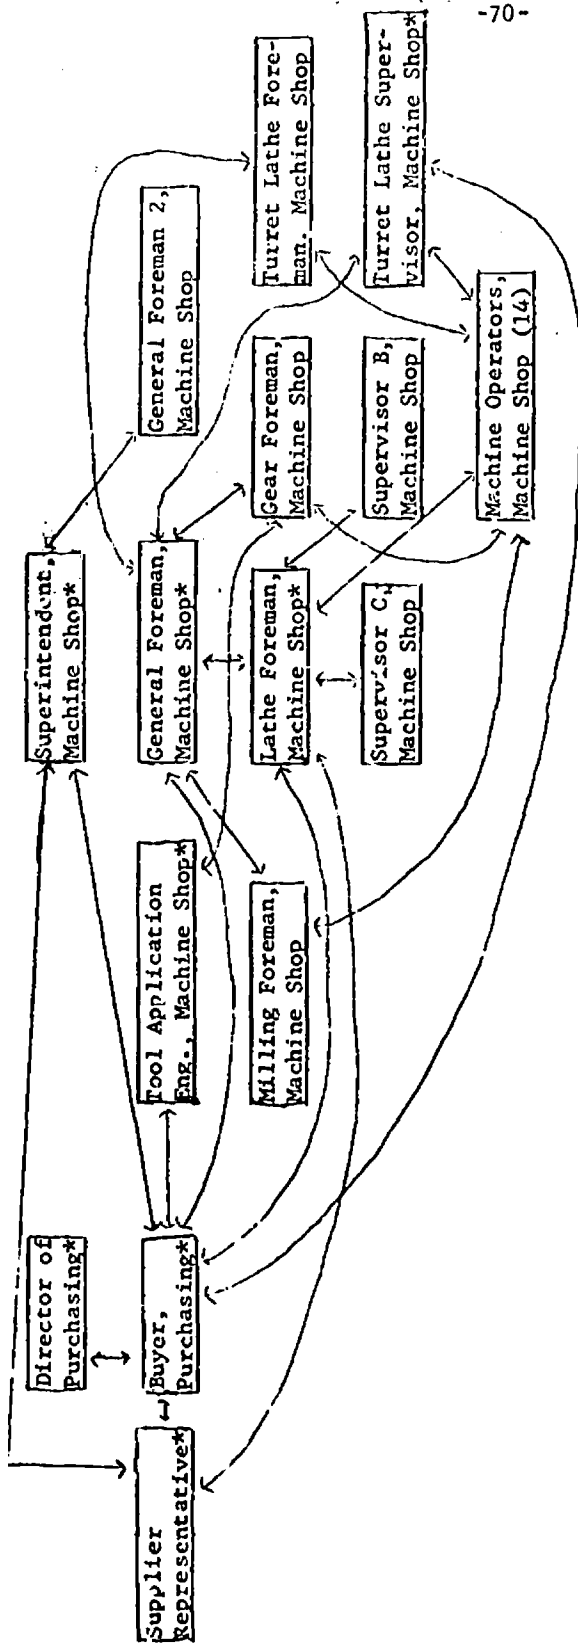 -70-
Director of
Purchasing*
Supplier
Representative*
Buyer,
Purchasing*
Superintendent,
Machine Shop*
Tool Application
Eng., Machine Shop*
General Foreman,
Machine Shop*
General Foreman 2,
Machine Shop
Milling Foreman,
Machine Shop
Lathe Foreman,
Machine Shop*
Gear Foreman,
Machine Shop
Turret Lathe Fore-
man. Machine Shop
Supervisor C,
Machine Shop
Supervisor B,
Machine Shop
Turret Lathe Super-
visor, Machine Shop*
Machine Operators,
Machine Shop (14)